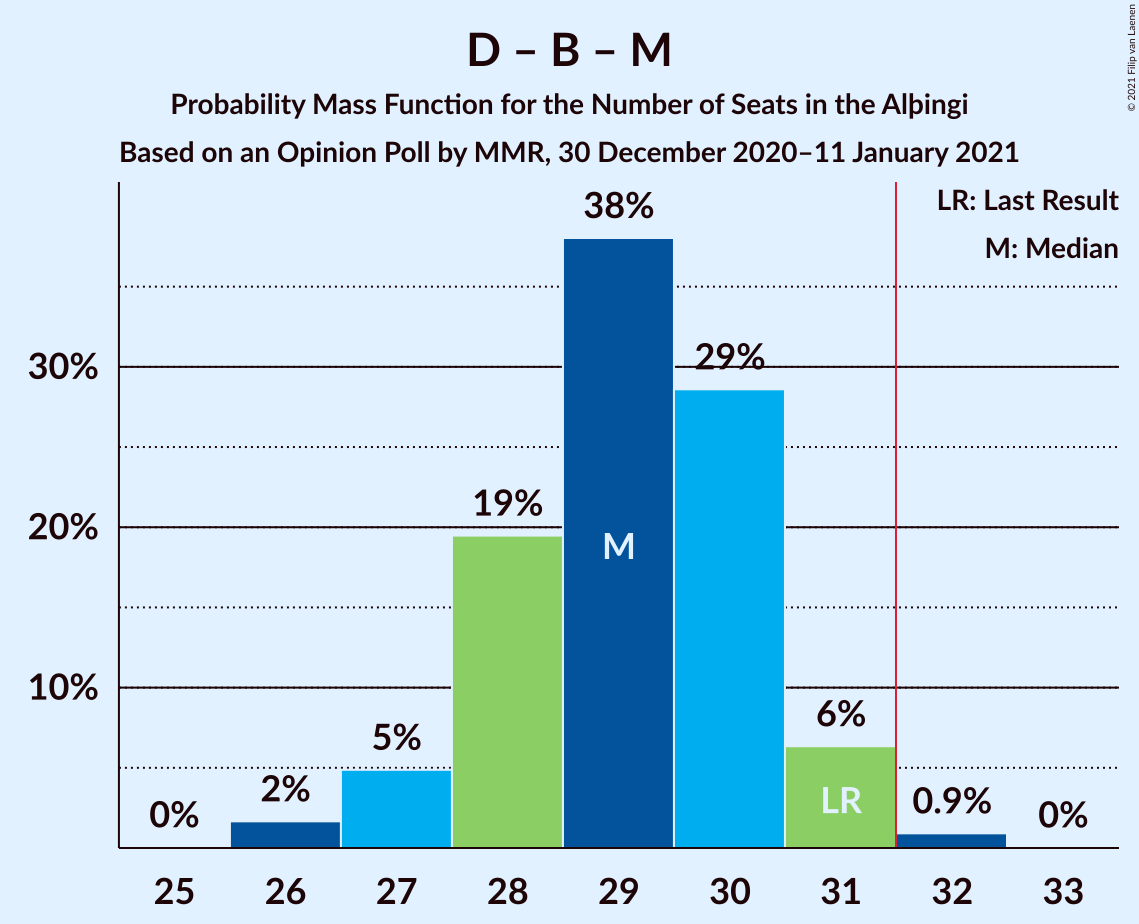 D – B – M
Probability Mass Function for the Number of Seats in the Alþingi
Based on an Opinion Poll by MMR, 30 December 2020–11 January 2021
© 2021 Filip van Laenen
LR: Last Result
M: Median
38%
30%
29%
20%
19%
M
10%
6%
5%
2%
0%
LR
0.9%
0%
25 26 27 28 29 30 31 32 33